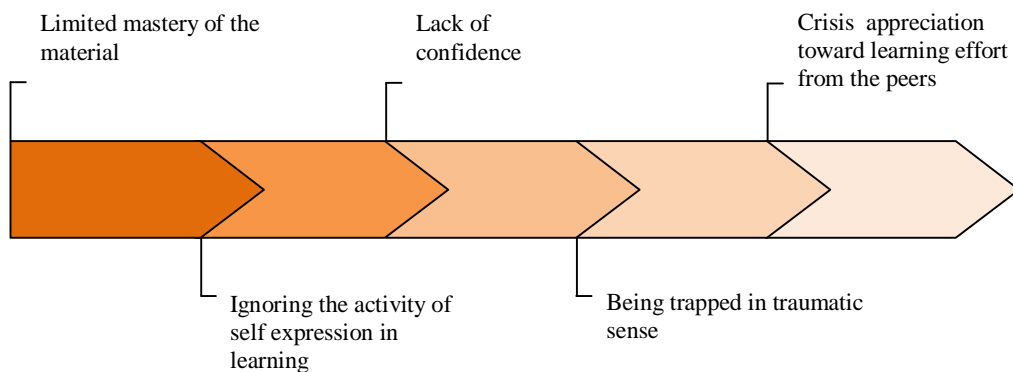 Limited mastery of the
material
Lack of
confidence
Crisis  appreciation
toward learning effort
from the peers
Ignoring the activity of
self expression in
learning
Being trapped in traumatic
sense